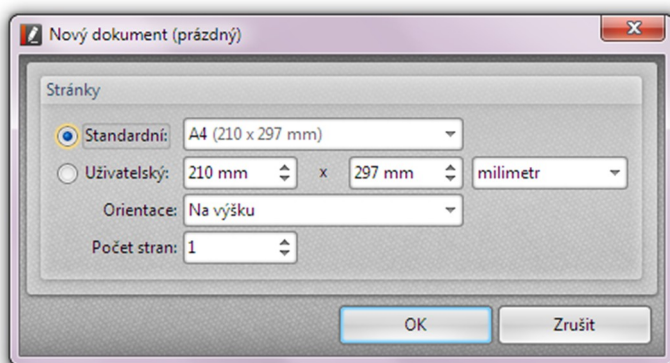 Nový dokument (prázdný)
Stránky
Standardní: A4 (210 x 297 mm)
Uživatelský: 210 mm x 297 mm milimetr
Orientace: Na výšku
Počet stran: 1
OK Zrušit